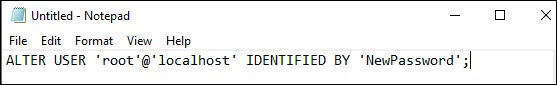 Untitled - Notepad
File Edit Format View Help
ALTER USER 'root'@'localhost' IDENTIFIED BY 'NewPassword';